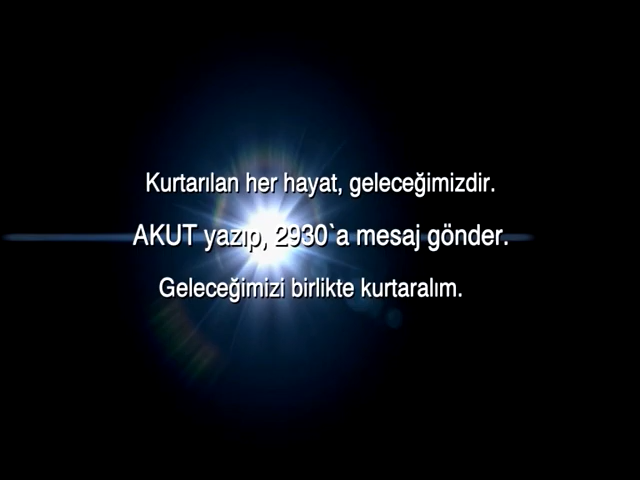 Kurtarılan her hayat, geleceğimizdir.
AKUT yazıp, 2930`a mesaj gönder.
Geleceğimizi birlikte kurtaralım.